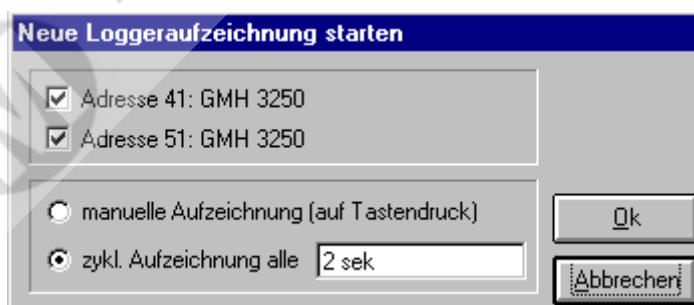 Neue Loggeraufzeichnung starten
Adresse 41: GMH 3250
Adresse 51: GMH 3250
manuelle Aufzeichnung (auf Tastendruck)
Ok
zykl. Aufzeichnung alle 2 sek
Abbrechen